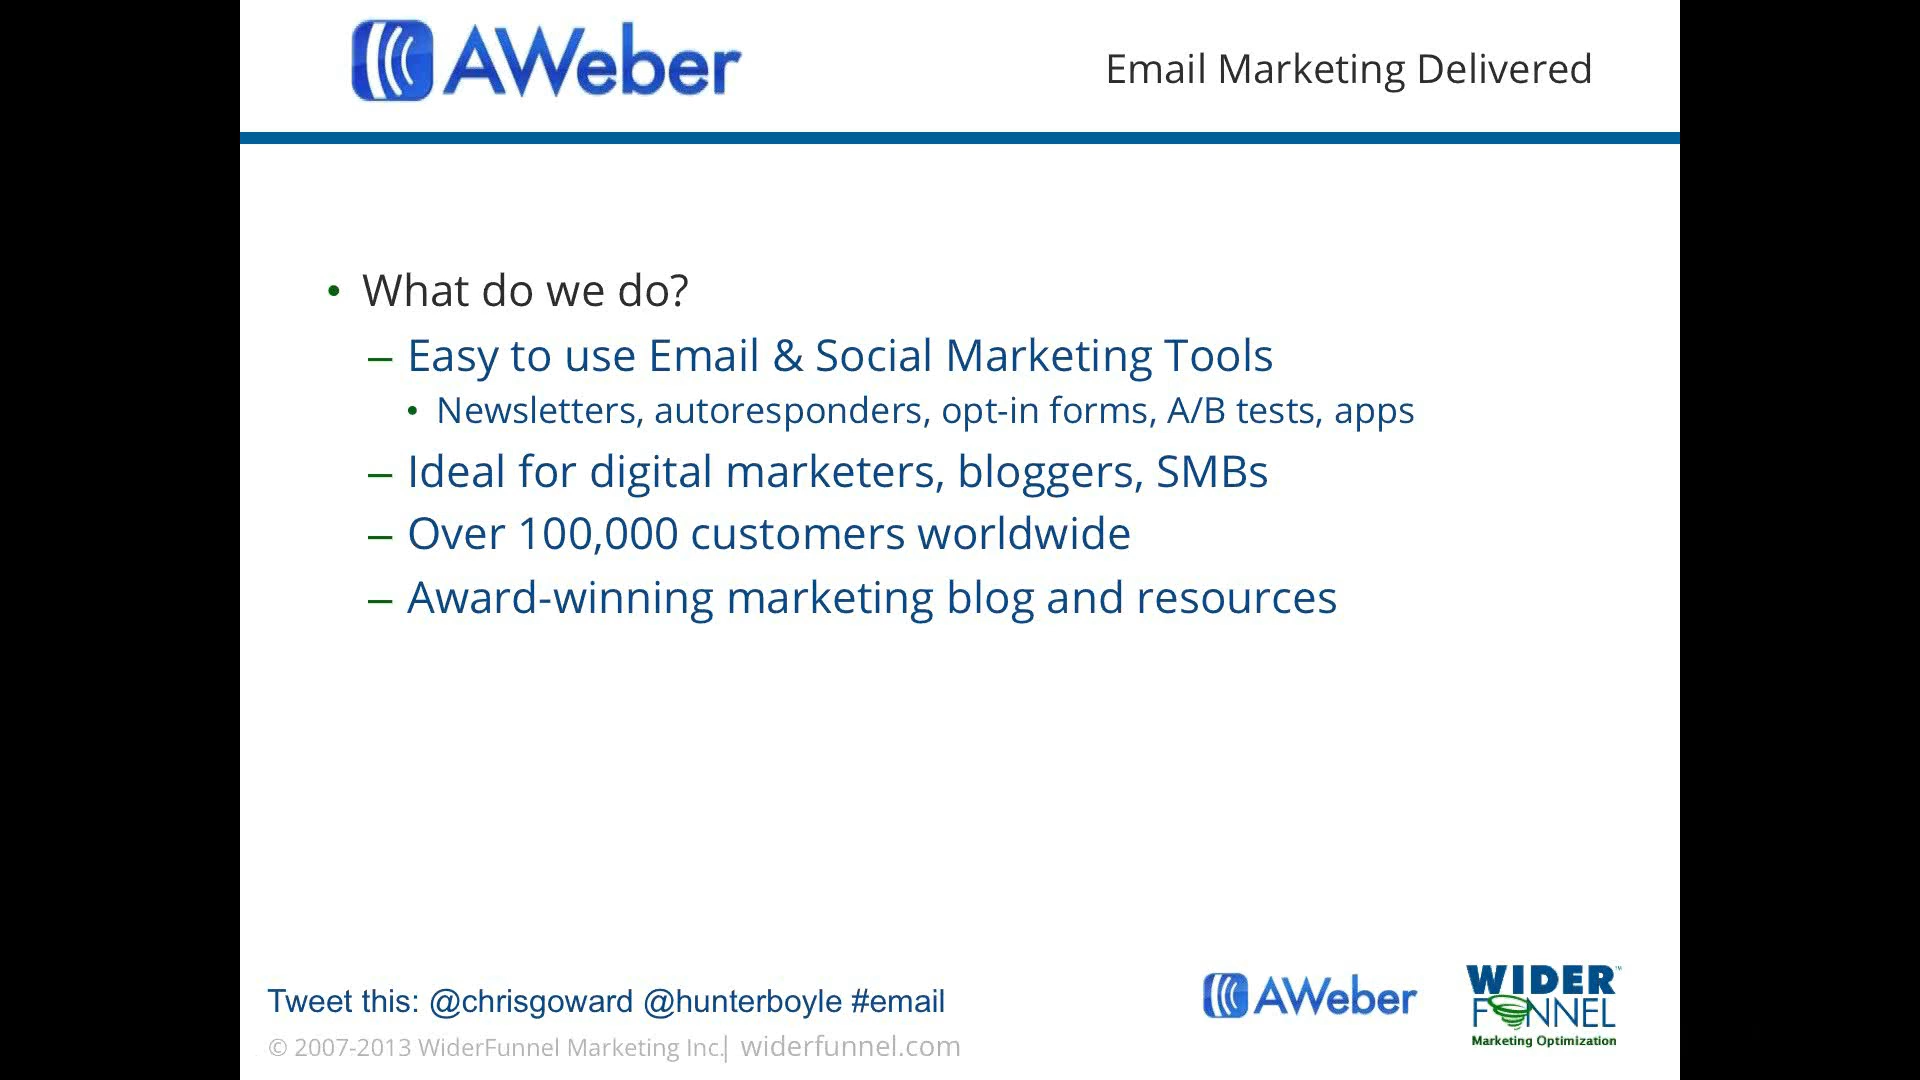 AWeber
Email Marketing Delivered
• What do we do?
– Easy to use Email & Social Marketing Tools
• Newsletters, autoresponders, opt-in forms, A/B tests, apps
– Ideal for digital marketers, bloggers, SMBs
– Over 100,000 customers worldwide
– Award-winning marketing blog and resources
Tweet this: @chrisgoward @hunterboyle #email
© 2007-2013 WiderFunnel Marketing Inc.| widerfunnel.com
AWeber
WIDER™
FUNNEL
Marketing Optimization